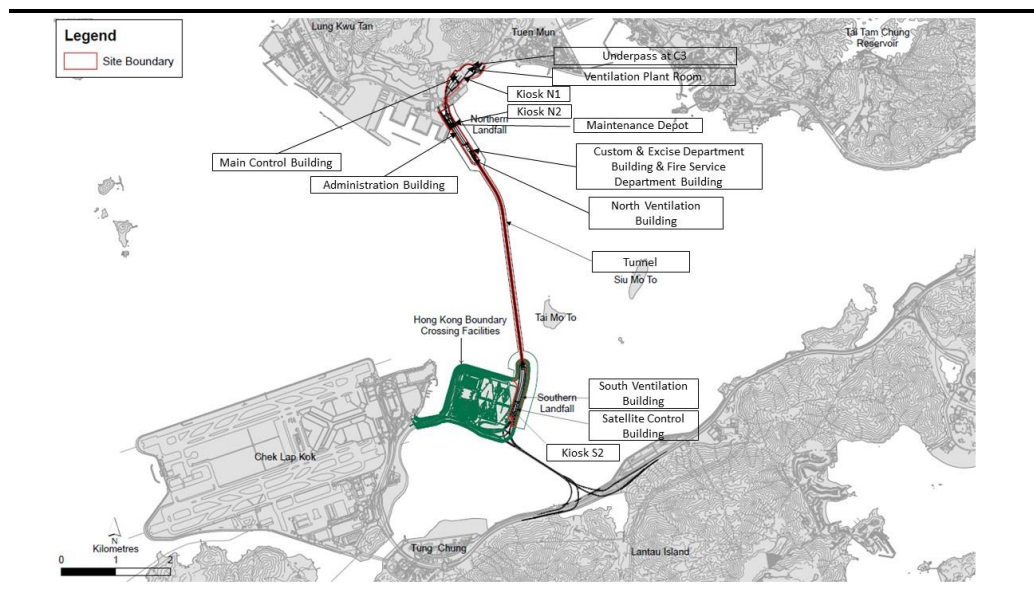 Legend
Site Boundary
Lung Kwu Tan
Tuen Mun
Tai Tam Chung
Reservoir
Underpass at C3
Ventilation Plant Room
Kiosk N1
Kiosk N2
Northern
Landfall
Maintenance Depot
Main Control Building
Administration Building
Custom & Excise Department
Building & Fire Service
Department Building
North Ventilation
Building
Tunnel
Siu Mo To
Tai Mo To
Hong Kong Boundary
Crossing Facilities
South Ventilation
Building
Southern
Landfall
Satellite Control
Building
Kiosk S2
Chek Lap Kok
Tung Chung
Lantau Island
N
Kilometres
0 1 2